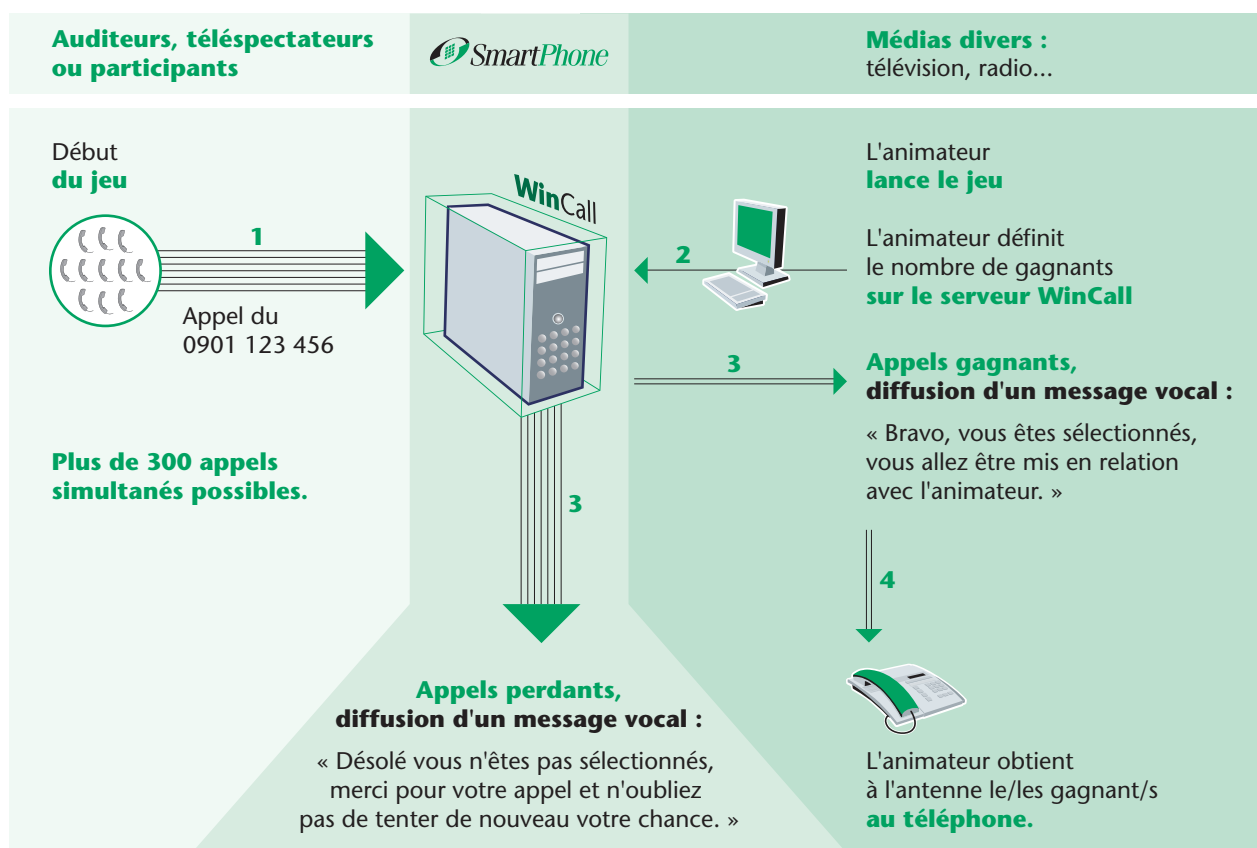 Auditeurs, téléspectateurs
ou participants
SmartPhone
Médias divers :
télévision, radio...
Début
du jeu
1
Appel du
0901 123 456
Plus de 300 appels
simultanés possibles.
WinCall
2
L'animateur
lance le jeu
L'animateur définit
le nombre de gagnants
sur le serveur WinCall
3
Appels gagnants,
diffusion d'un message vocal :
« Bravo, vous êtes sélectionnés,
vous allez être mis en relation
avec l'animateur. »
3
4
Appels perdants,
diffusion d'un message vocal :
« Désolé vous n'êtes pas sélectionnés,
merci pour votre appel et n'oubliez
pas de tenter de nouveau votre chance. »
L'animateur obtient
à l'antenne le/les gagnant/s
au téléphone.